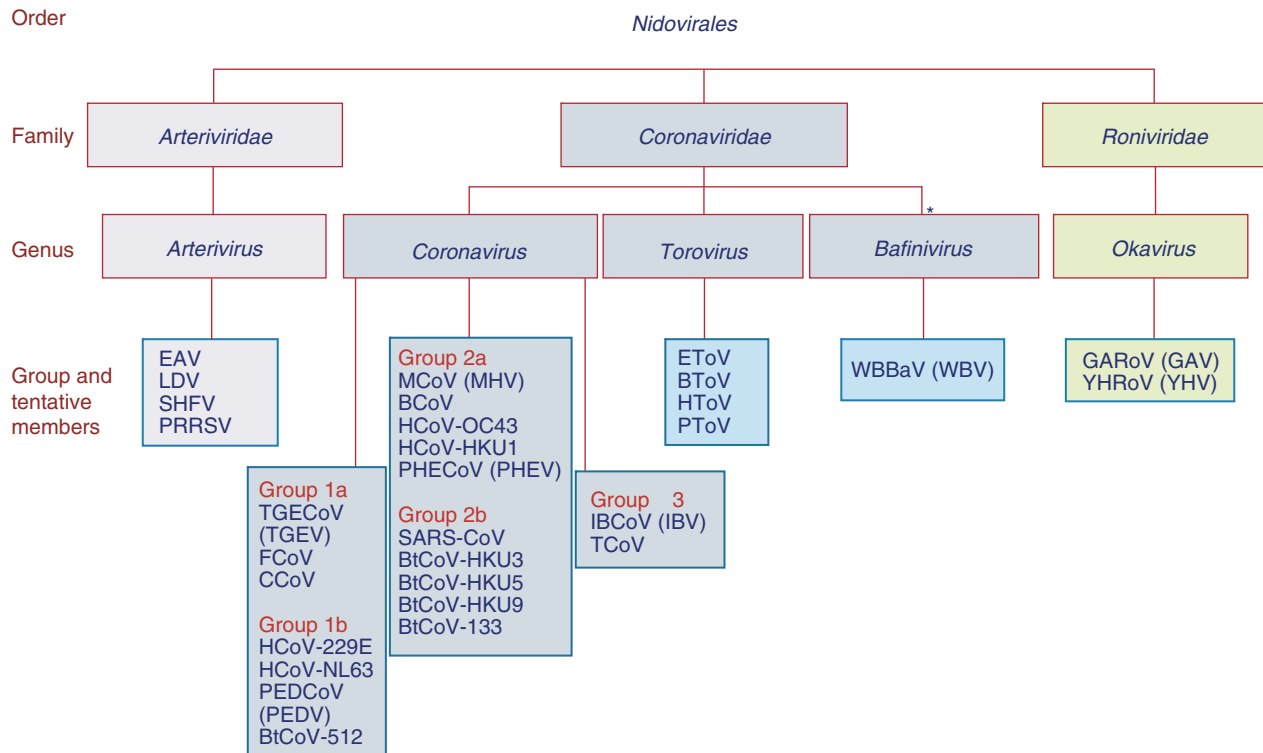 Order
Nidovirales
Family
Arteriviridae
Coronaviridae
Roniviridae
Genus
Arterivirus
Coronavirus
Torovirus
*
Bafinivirus
Okavirus
Group and
tentative
members
EAV
LDV
SHFV
PRRSV
Group 1a
TGECoV
(TGEV)
FCoV
CCoV
Group 1b
HCoV-229E
HCoV-NL63
PEDCoV
(PEDV)
BtCoV-512
Group 2a
MCoV (MHV)
BCoV
HCoV-OC43
HCoV-HKU1
PHECoV (PHEV)
Group 2b
SARS-CoV
BtCoV-HKU3
BtCoV-HKU5
BtCoV-HKU9
BtCoV-133
Group 3
IBCoV (IBV)
TCoV
EToV
BToV
HToV
PToV
WBBaV (WBV)
GARoV (GAV)
YHRoV (YHV)